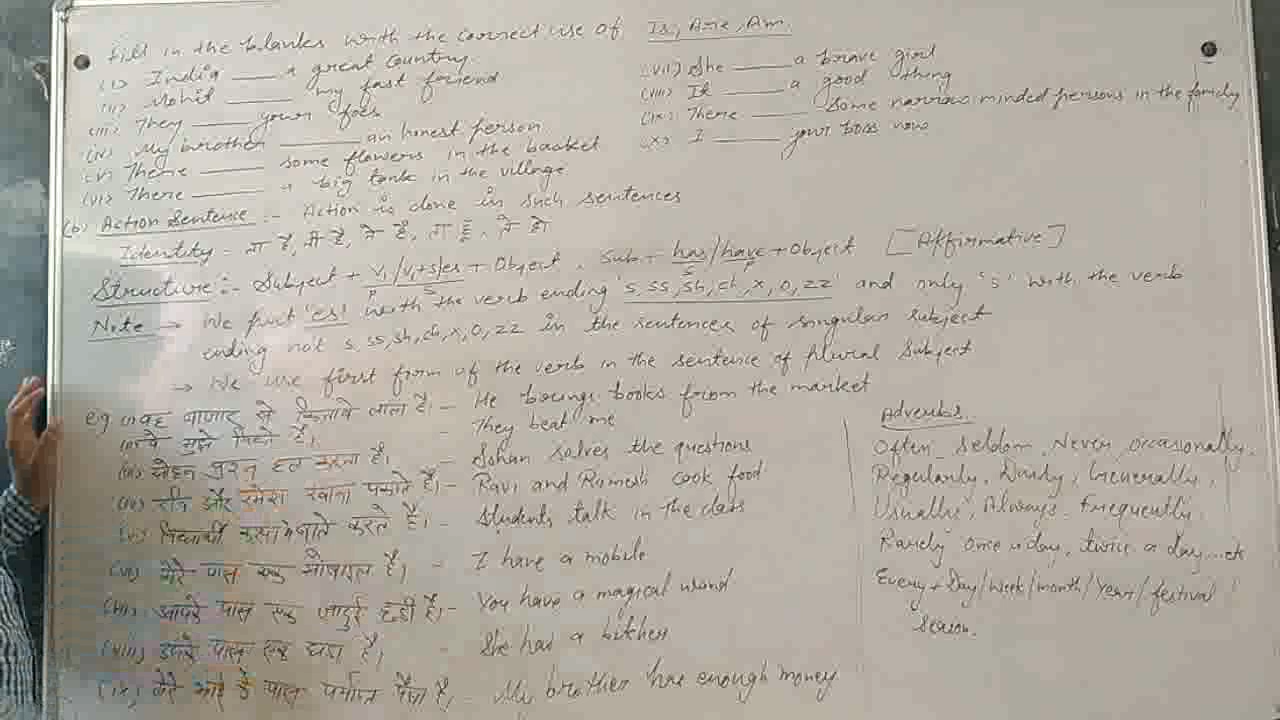 Fill in the blanks with the correct use of Is, Are, Am.
(i) India ____ a great country.
(ii) Mohit ____ my fast friend
(iii) They ____ your foes
(iv) My brother ____ an honest person
(v) There ____ some flowers in the basket
(vi) There ____ a big tank in the village.
(vii) She ____ a brave girl
(viii) It ____ a good thing
(ix) There ____ some narrow minded persons in the family
(x) I ____ your boss now
(b) Action Sentence :- Action is done in such sentences
Identity = ता है, ते हैं, ता हूँ, ते हो
Structure :- Subject + V1/V1+s/es + Object, Sub + has/have + Object [Affirmative]
P S S P
Note → We put 'es' with the verb ending 's, ss, sh, ch, x, o, zz' and only 's' with the verb
ending not s, ss, sh, ch, x, o, zz in the sentences of singular subject
→ We use first form of the verb in the sentence of plural subject
e.g. (i) वह बाजार से किताबे लाता है। - He brings books from the market
(ii) वे मुझे पीटते हैं। - They beat me
(iii) सोहन प्रश्न हल करता है। - Sohan solves the questions
(iv) रवि और रमेश खाना पकाते हैं। - Ravi and Ramesh cook food
(v) विद्यार्थी कक्षा मे बाते करते हैं। - Students talk in the class
(vi) मेरे पास एक मोबाइल है। - I have a mobile
(vii) आपके पास एक जादुई छडी है। - You have a magical wand
(viii) उसके पास एक घडा है। - She has a pitcher
(ix) मेरे भाई के पास पर्याप्त पैसा है। - My brother has enough money
Adverbs.
Often, Seldom, Never, occasionally,
Regularly, Daily, Generally,
Usually, Always, Frequently,
Rarely once a day, twice a day...etc
Every + Day/Week/month/Year/festival